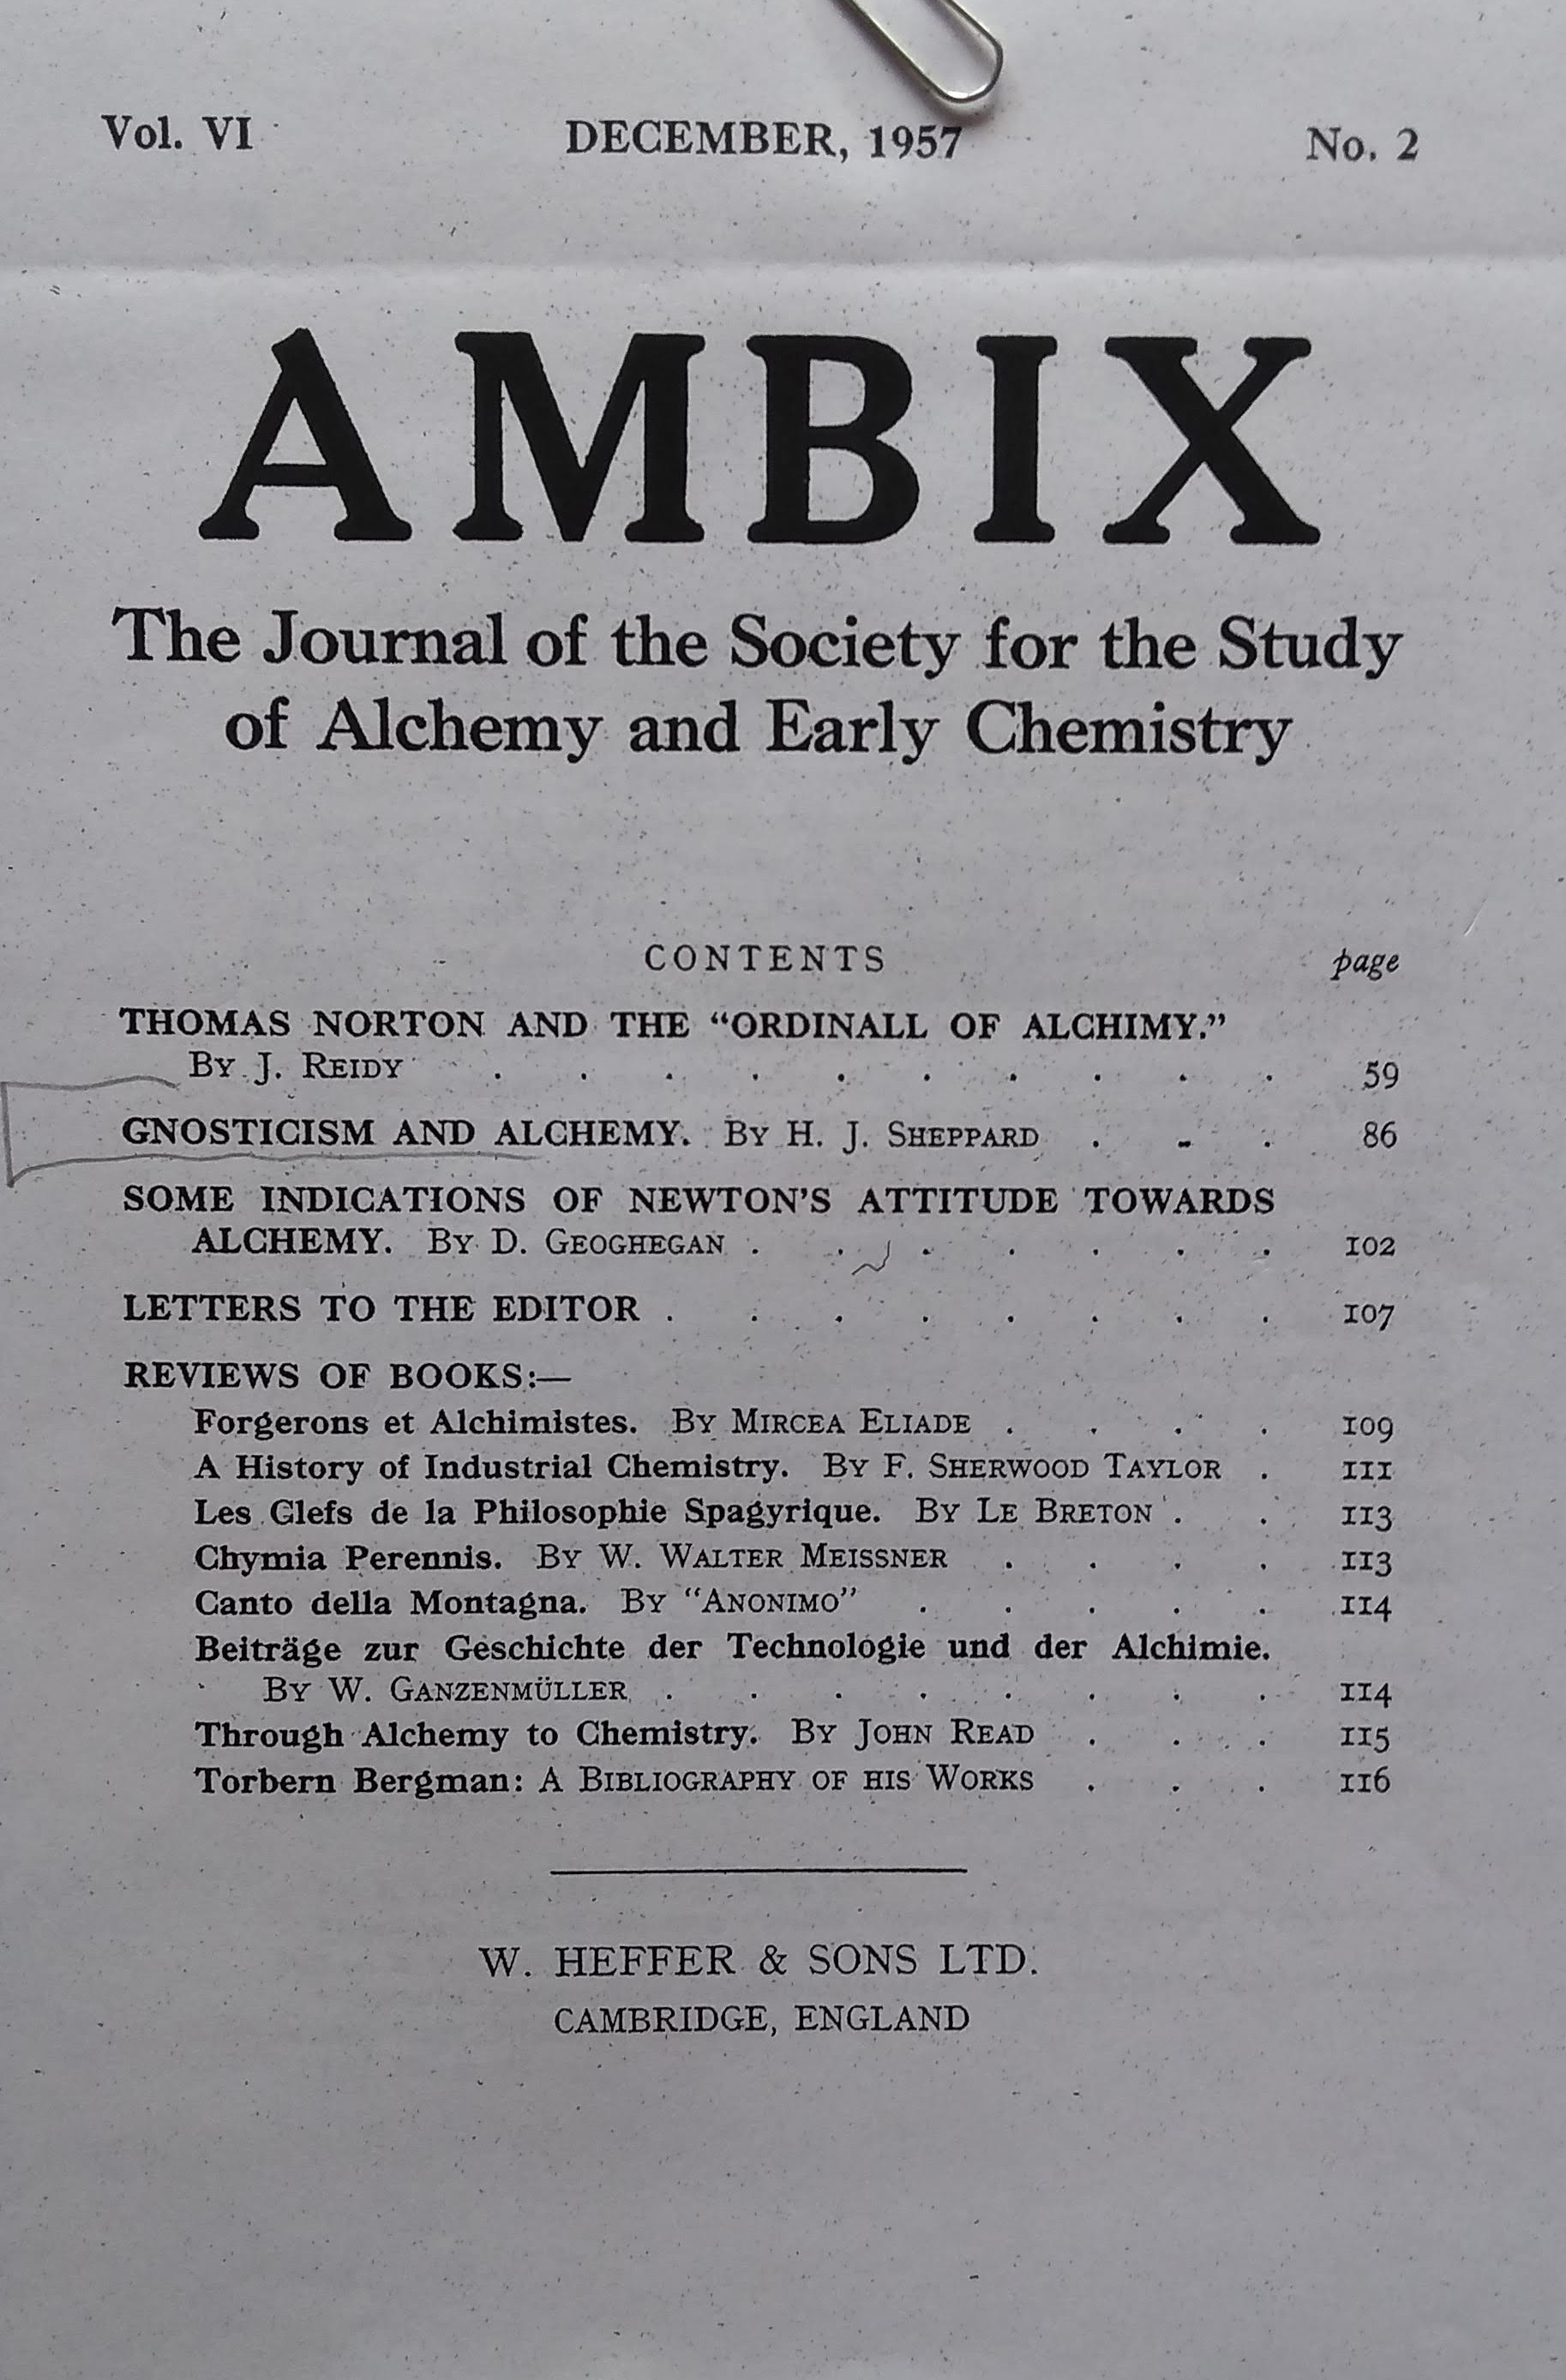 Vol. VI DECEMBER, 1957 No. 2
AMBIX
The Journal of the Society for the Study
of Alchemy and Early Chemistry
CONTENTS page
THOMAS NORTON AND THE “ORDINALL OF ALCHIMY.”
By J. Reidy . . . . . . . . . . 59
GNOSTICISM AND ALCHEMY. By H. J. Sheppard . . . 86
SOME INDICATIONS OF NEWTON'S ATTITUDE TOWARDS
ALCHEMY. By D. Geoghegan . . . . . . . 102
LETTERS TO THE EDITOR . . . . . . . . 107
REVIEWS OF BOOKS:—
Forgerons et Alchimistes. By Mircea Eliade . . . . 109
A History of Industrial Chemistry. By F. Sherwood Taylor . 111
Les Clefs de la Philosophie Spagyrique. By Le Breton . . 113
Chymia Perennis. By W. Walter Meissner . . . . 113
Canto della Montagna. By “Anonimo” . . . . . 114
Beiträge zur Geschichte der Technologie und der Alchimie.
By W. Ganzenmüller . . . . . . . . 114
Through Alchemy to Chemistry. By John Read . . . 115
Torbern Bergman: A Bibliography of his Works . . . 116
W. HEFFER & SONS LTD.
CAMBRIDGE, ENGLAND